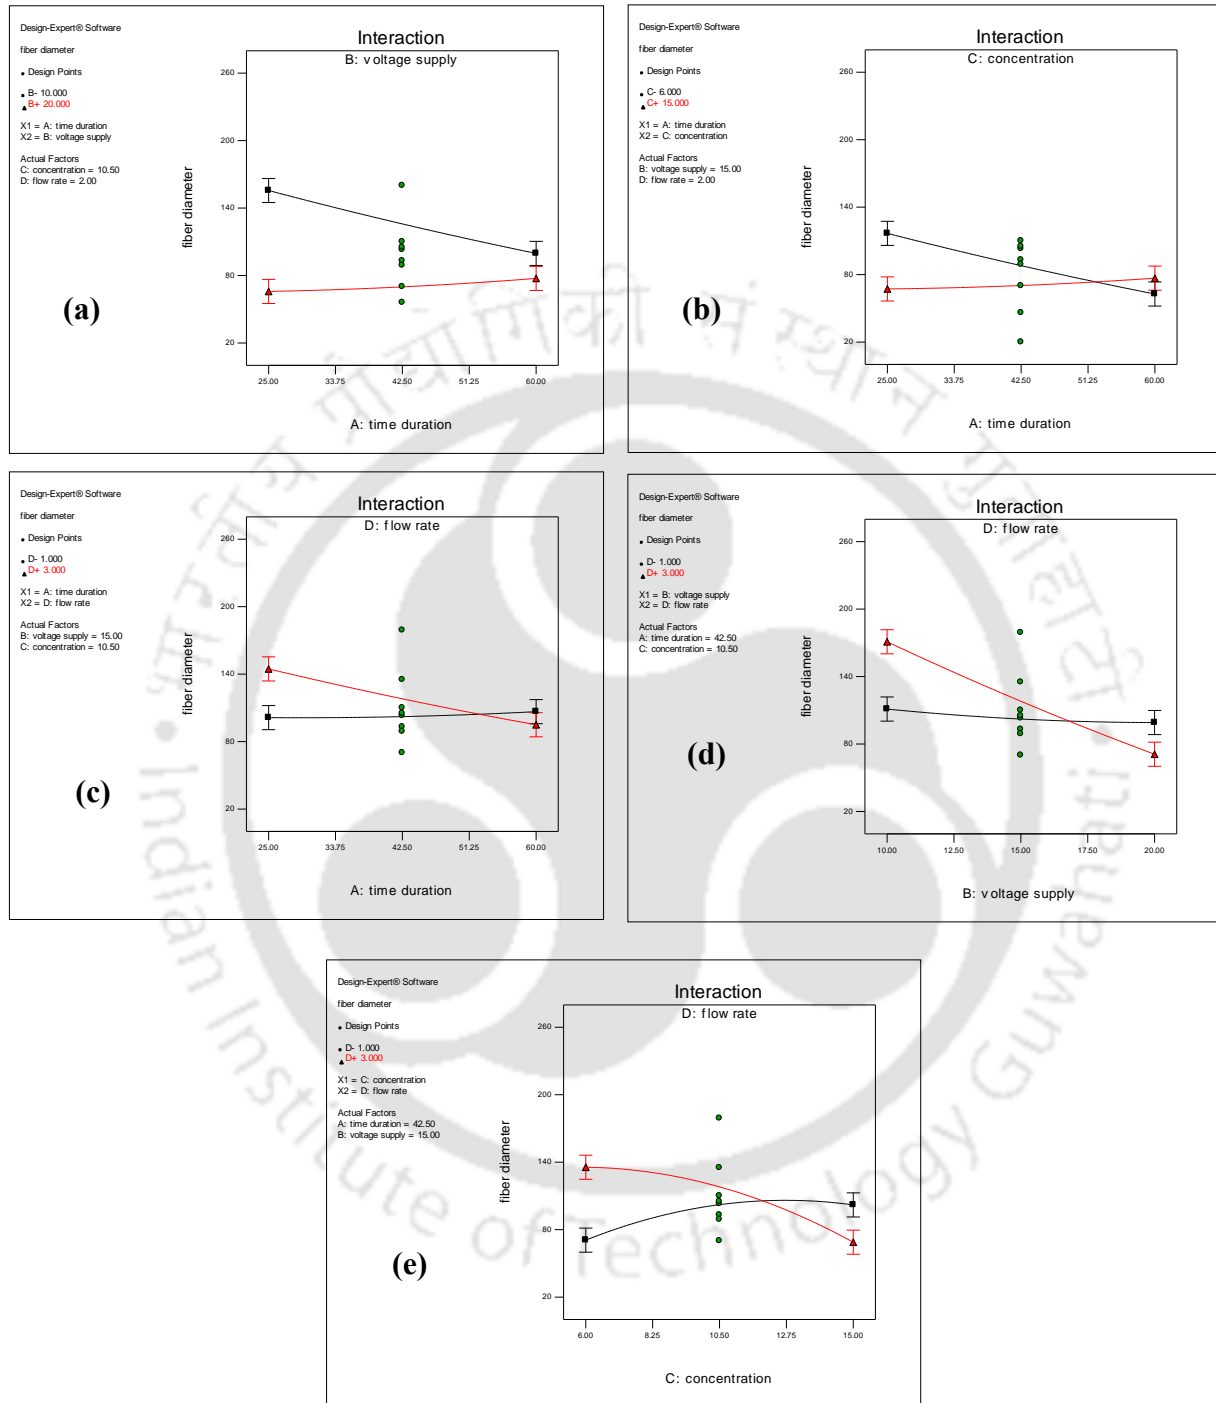 Design-Expert® Software
fiber diameter
Design Points
B- 10.000
B+ 20.000
X1 = A: time duration
X2 = B: voltage supply
Actual Factors
C: concentration = 10.50
D: flow rate = 2.00
Interaction
B: voltage supply
fiber diameter
260
200
140
80
20
25.00 33.75 42.50 51.25 60.00
A: time duration
(a)
Design-Expert® Software
fiber diameter
Design Points
C- 6.000
C+ 15.000
X1 = A: time duration
X2 = C: concentration
Actual Factors
B: voltage supply = 15.00
D: flow rate = 2.00
Interaction
C: concentration
fiber diameter
260
200
140
80
20
25.00 33.75 42.50 51.25 60.00
A: time duration
(b)
Design-Expert® Software
fiber diameter
Design Points
D- 1.000
D+ 3.000
X1 = A: time duration
X2 = D: flow rate
Actual Factors
B: voltage supply = 15.00
C: concentration = 10.50
Interaction
D: flow rate
fiber diameter
260
200
140
80
20
25.00 33.75 42.50 51.25 60.00
A: time duration
(c)
Design-Expert® Software
fiber diameter
Design Points
D- 1.000
D+ 3.000
X1 = B: voltage supply
X2 = D: flow rate
Actual Factors
A: time duration = 42.50
C: concentration = 10.50
Interaction
D: flow rate
fiber diameter
260
200
140
80
20
10.00 12.50 15.00 17.50 20.00
B: voltage supply
(d)
Design-Expert® Software
fiber diameter
Design Points
D- 1.000
D+ 3.000
X1 = C: concentration
X2 = D: flow rate
Actual Factors
A: time duration = 42.50
B: voltage supply = 15.00
Interaction
D: flow rate
fiber diameter
260
200
140
80
20
6.00 8.25 10.50 12.75 15.00
C: concentration
(e)
Indian Institute of Technology Guwahati